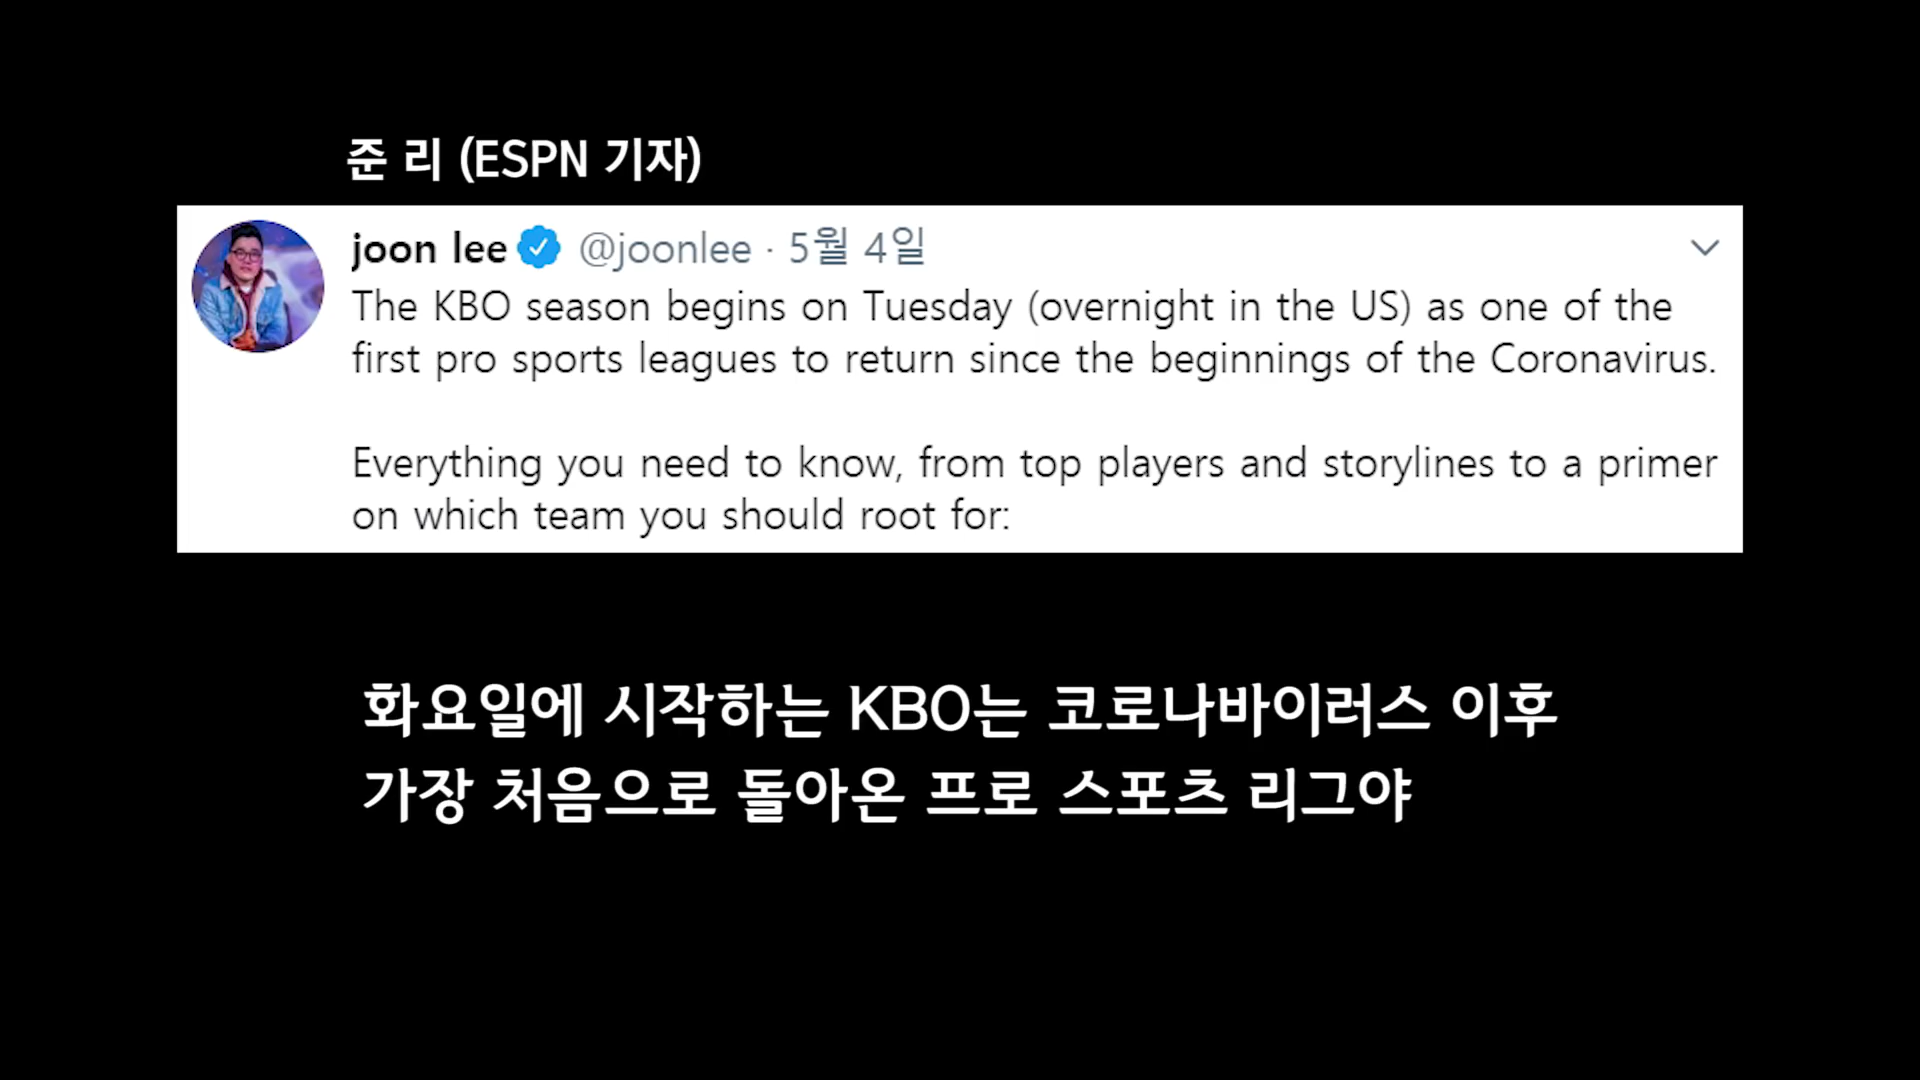 준 리 (ESPN 기자)
joon lee @joonlee · 5월 4일
The KBO season begins on Tuesday (overnight in the US) as one of the
first pro sports leagues to return since the beginnings of the Coronavirus.
Everything you need to know, from top players and storylines to a primer
on which team you should root for:
화요일에 시작하는 KBO는 코로나바이러스 이후
가장 처음으로 돌아온 프로 스포츠 리그야